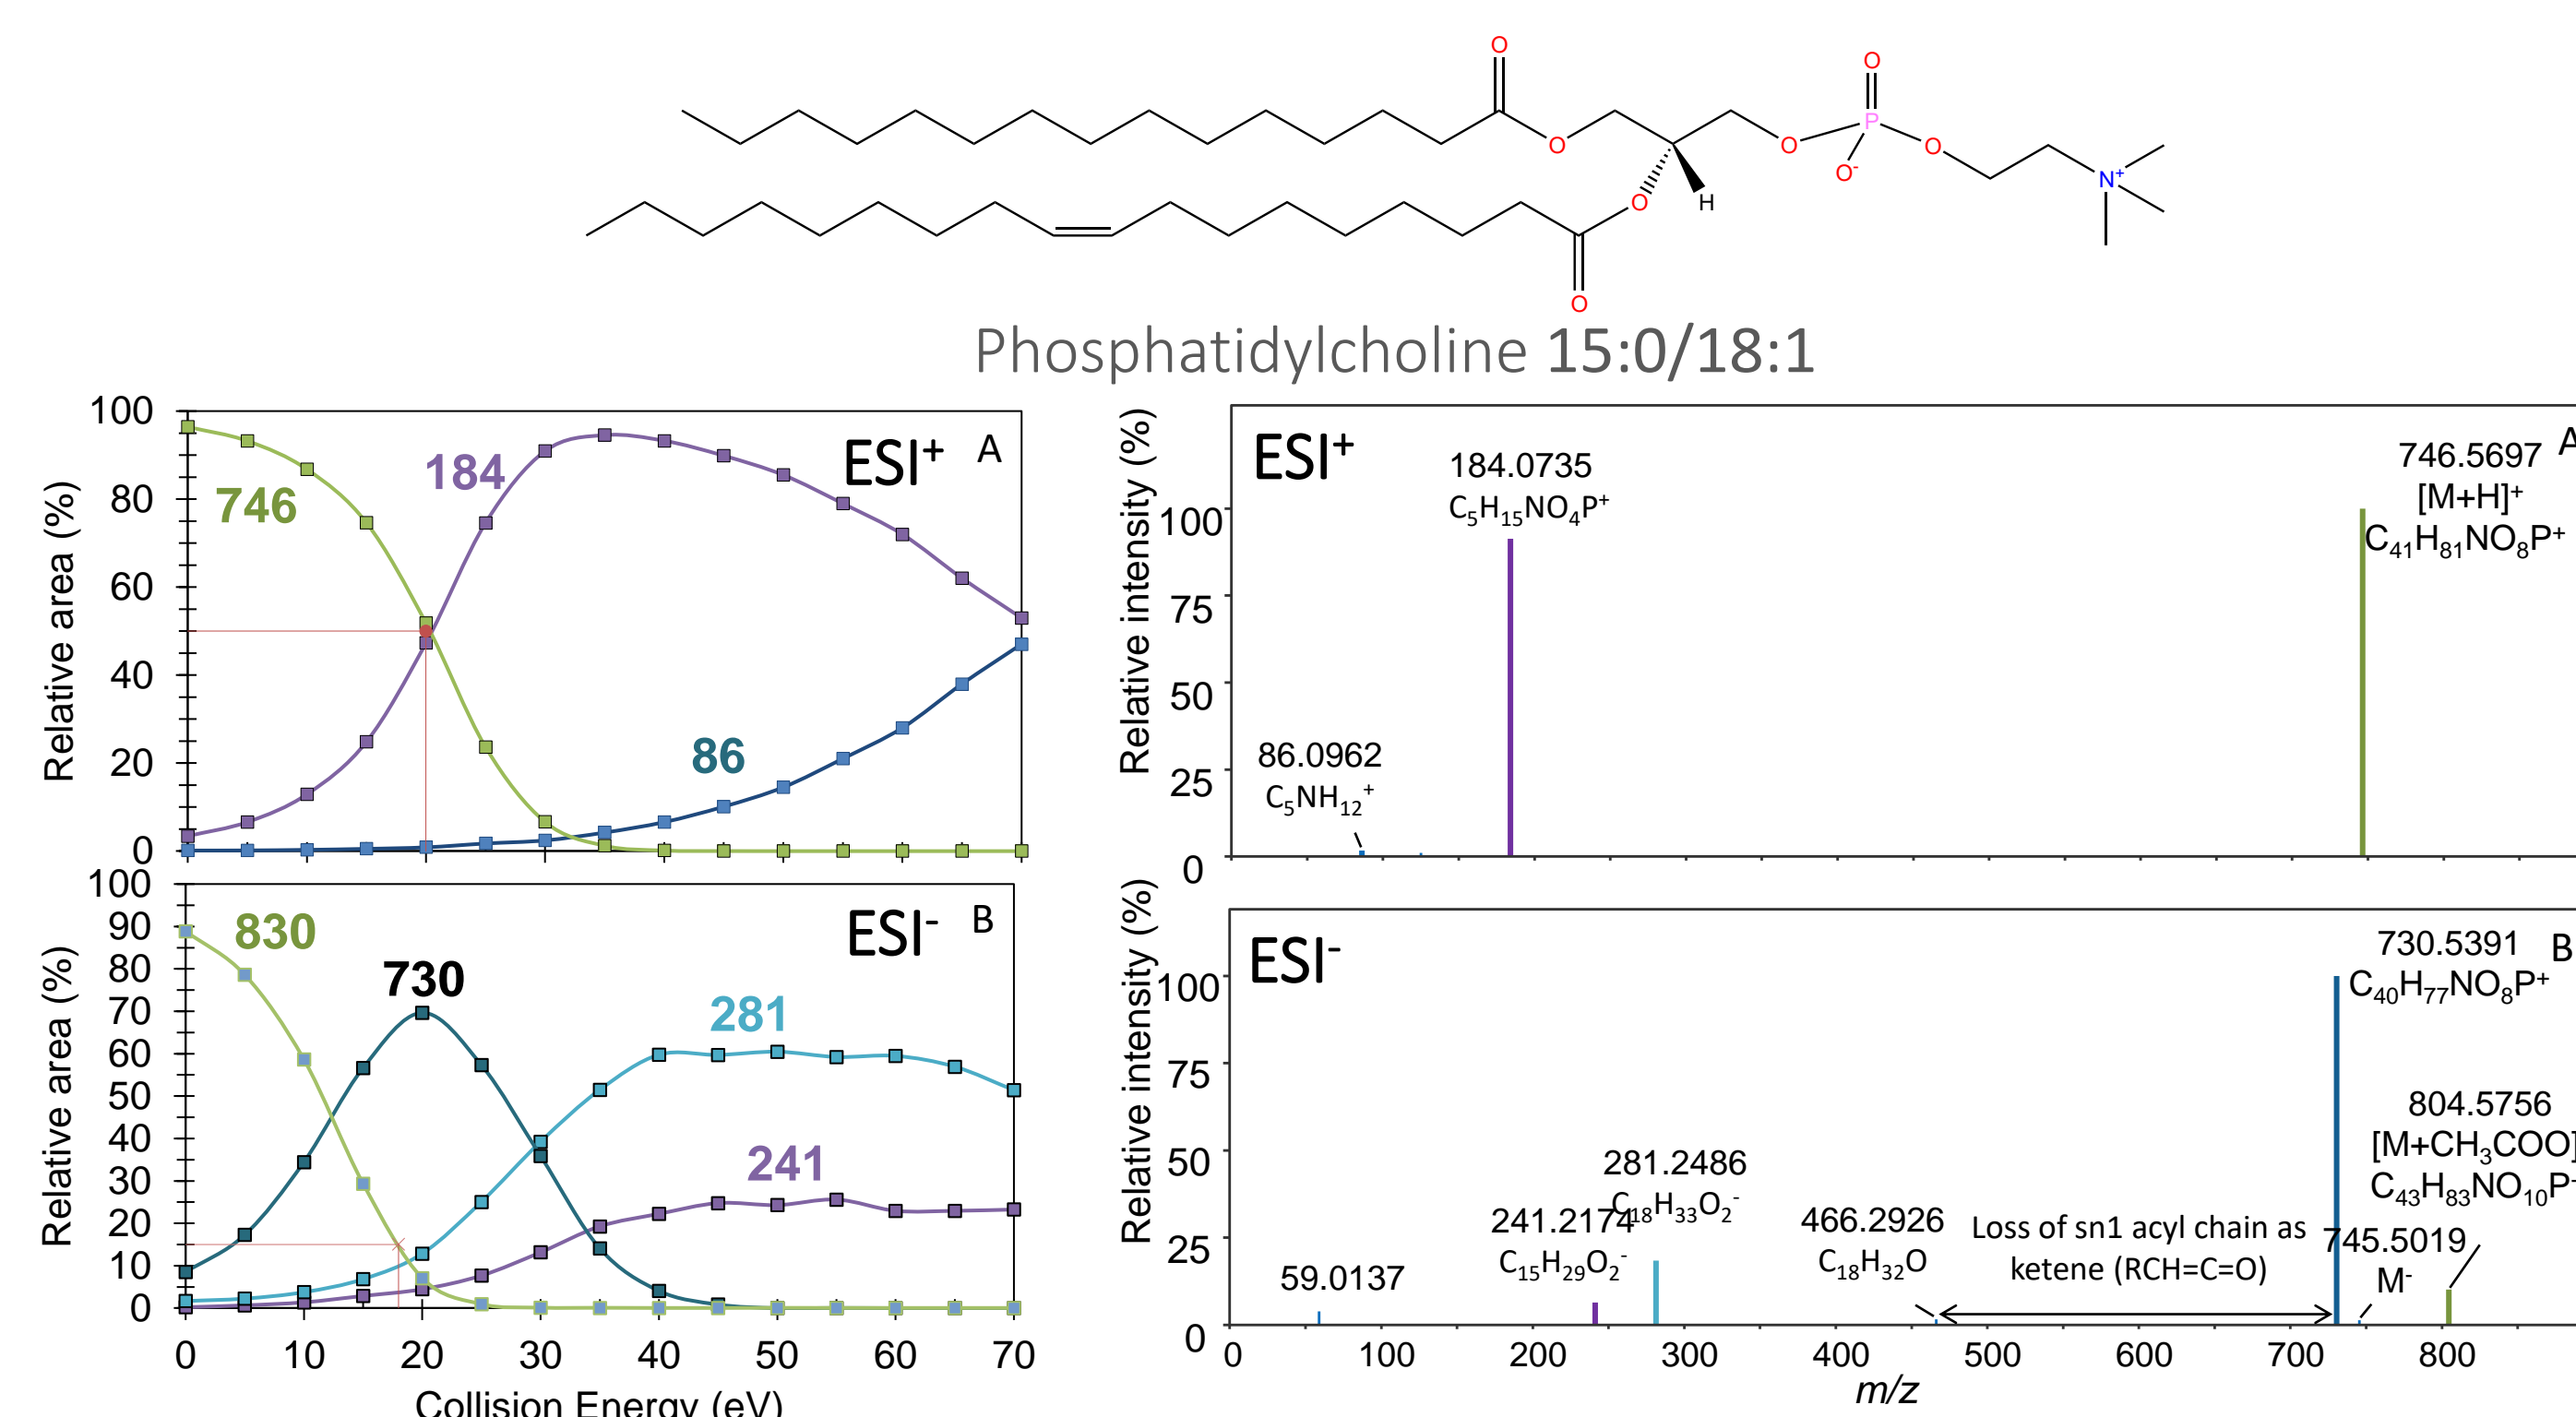 O
O
P
O
O
O
O⁻
N⁺
O
H
O
Phosphatidylcholine 15:0/18:1
Relative area (%)
100
80
60
40
20
0
746
184
86
ESI⁺
A
Relative intensity (%)
100
75
50
25
0
ESI⁺
86.0962
C₅NH₁₂⁺
184.0735
C₅H₁₅NO₄P⁺
746.5697
[M+H]⁺
C₄₁H₈₁NO₈P⁺
A
Relative area (%)
100
90
80
70
60
50
40
30
20
10
0
830
730
281
241
ESI⁻
B
0 10 20 30 40 50 60 70
Collision Energy (eV)
Relative intensity (%)
100
75
50
25
0
ESI⁻
B
59.0137
241.2174
C₁₅H₂₉O₂⁻
281.2486
C₁₈H₃₃O₂⁻
466.2926
C₁₈H₃₂O
Loss of sn1 acyl chain as
ketene (RCH=C=O)
730.5391
C₄₀H₇₇NO₈P⁺
745.5019
M⁻
804.5756
[M+CH₃COO]
C₄₃H₈₃NO₁₀P⁻
0 100 200 300 400 500 600 700 800
m/z